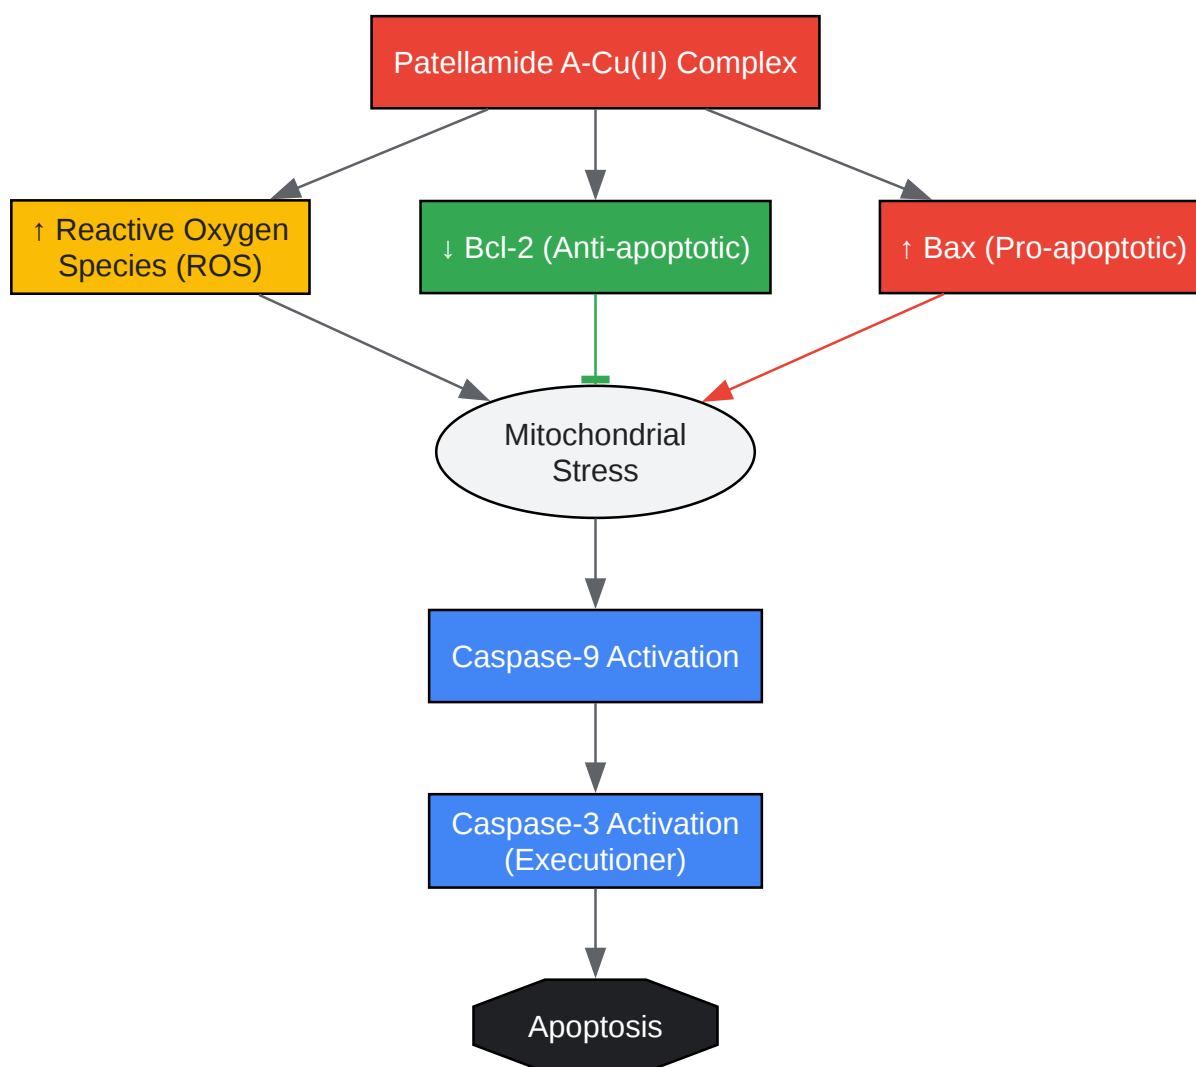 Patellamide A-Cu(II) Complex
↑ Reactive Oxygen
Species (ROS)
↓ Bcl-2 (Anti-apoptotic)
↑ Bax (Pro-apoptotic)
Mitochondrial
Stress
Caspase-9 Activation
Caspase-3 Activation
(Executioner)
Apoptosis